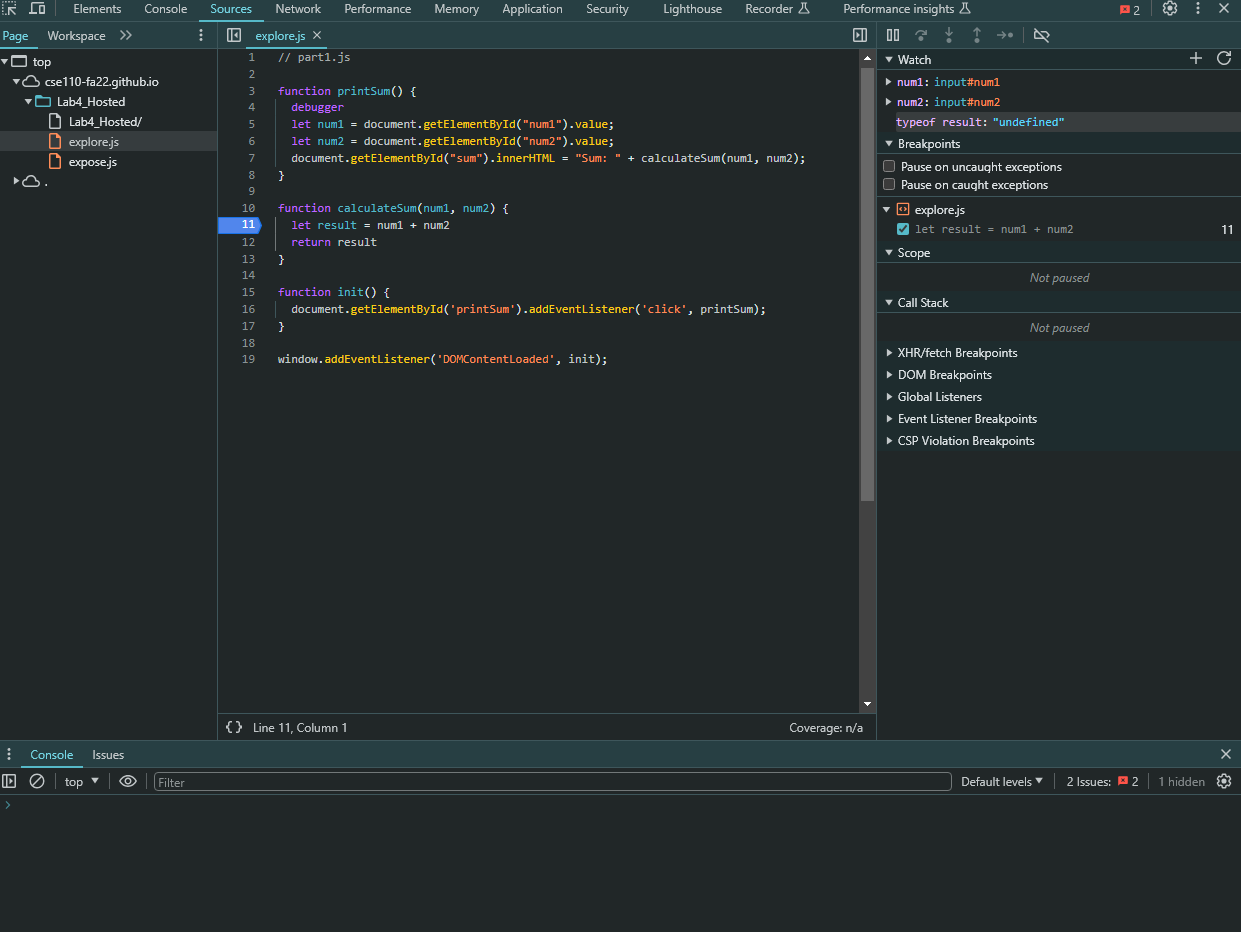 Elements Console Sources Network Performance Memory Application Security Lighthouse Recorder Performance insights 2
Page Workspace explore.js
top
cse110-fa22.github.io
Lab4_Hosted
Lab4_Hosted/
explore.js
expose.js
.
1 // part1.js
2
3 function printSum() {
4 debugger
5 let num1 = document.getElementById("num1").value;
6 let num2 = document.getElementById("num2").value;
7 document.getElementById("sum").innerHTML = "Sum: " + calculateSum(num1, num2);
8 }
9
10 function calculateSum(num1, num2) {
11 let result = num1 + num2
12 return result
13 }
14
15 function init() {
16 document.getElementById('printSum').addEventListener('click', printSum);
17 }
18
19 window.addEventListener('DOMContentLoaded', init);
{} Line 11, Column 1 Coverage: n/a
Watch
num1: input#num1
num2: input#num2
typeof result: "undefined"
Breakpoints
Pause on uncaught exceptions
Pause on caught exceptions
explore.js
let result = num1 + num2 11
Scope
Not paused
Call Stack
Not paused
XHR/fetch Breakpoints
DOM Breakpoints
Global Listeners
Event Listener Breakpoints
CSP Violation Breakpoints
Console Issues
top Filter Default levels 2 Issues: 2 1 hidden